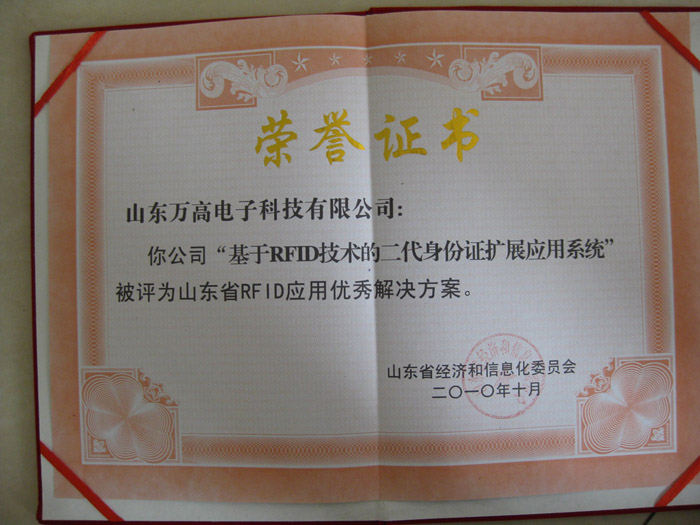 荣誉证书
山东万高电子科技有限公司：
你公司“基于RFID技术的二代身份证扩展应用系统”
被评为山东省RFID应用优秀解决方案。
山东省经济和信息化委员会
二〇一〇年十月